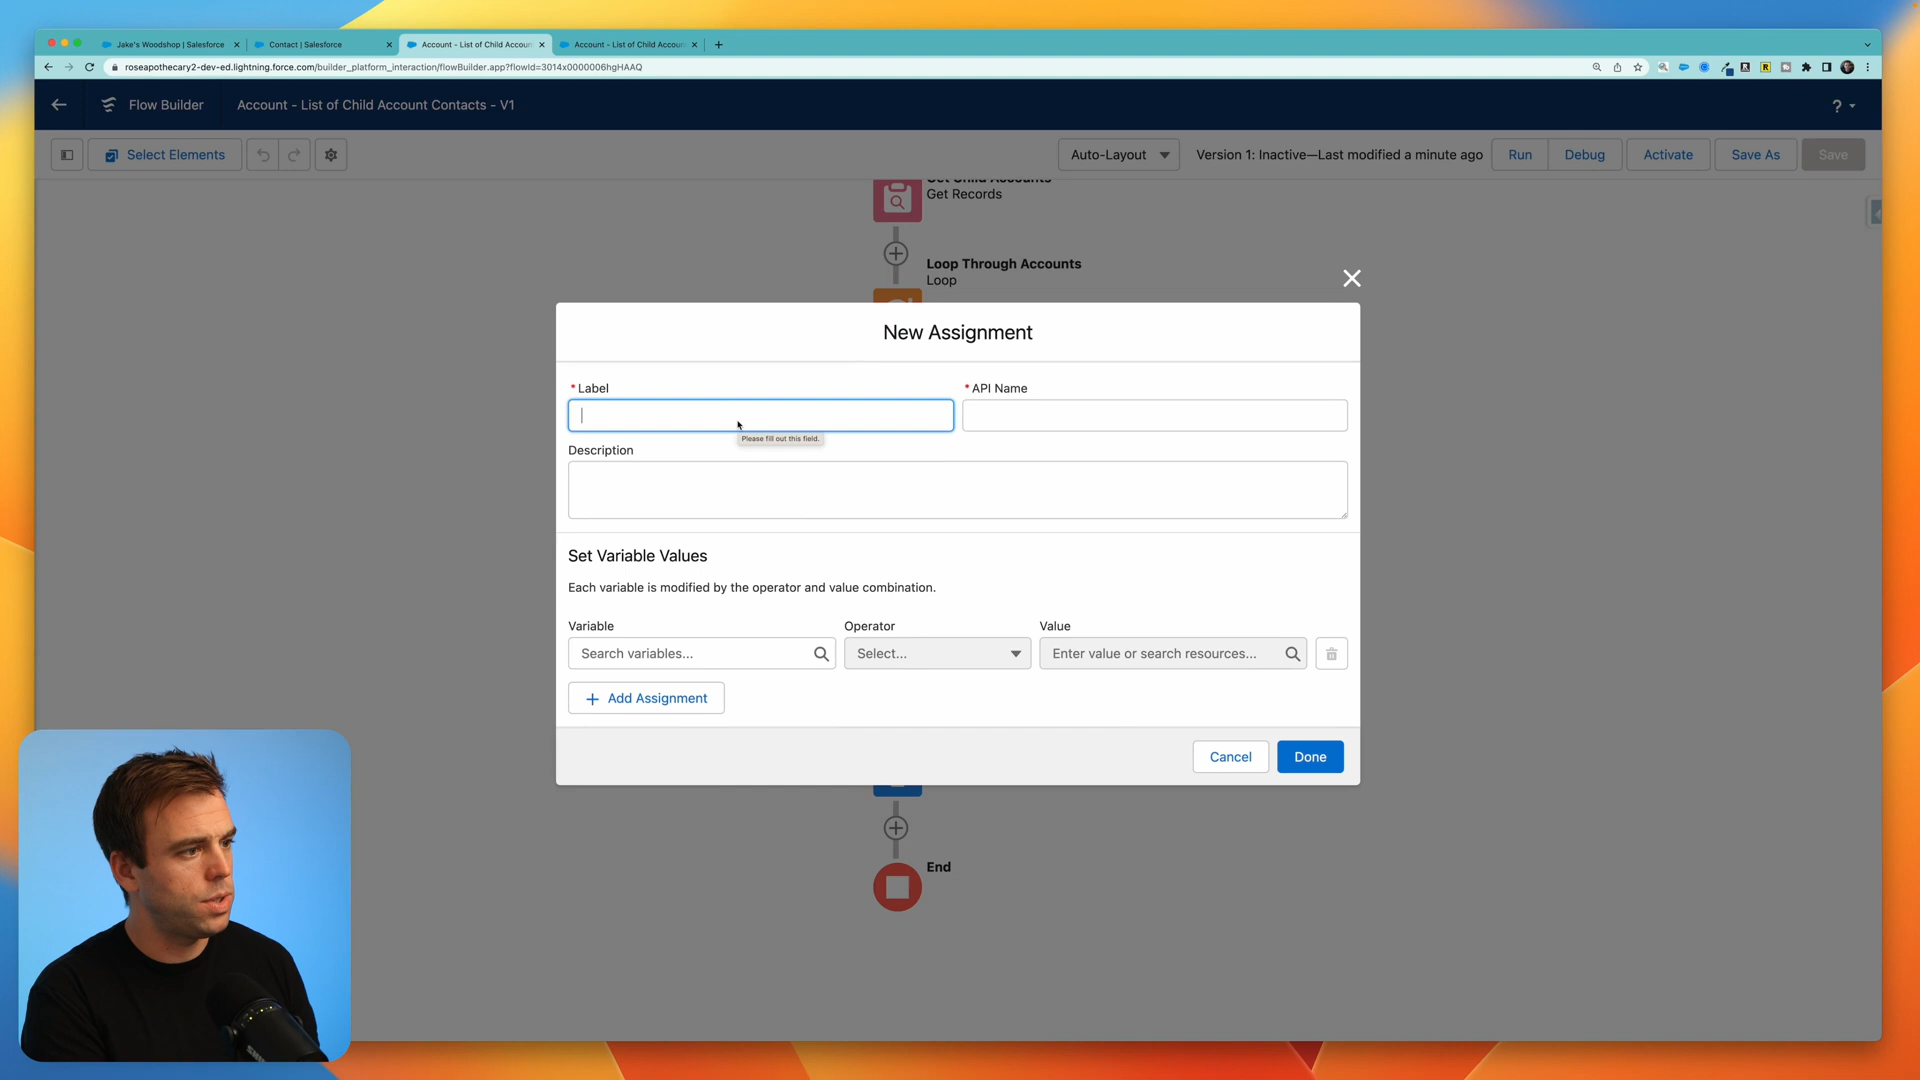 Jake's Woodshop | Salesforce
Contact | Salesforce
Account - List of Child Accoun
Account - List of Child Accoun
roseapothecary2-dev-ed.lightning.force.com/builder_platform_interaction/flowBuilder.app?flowId=3014x0000006hgHAAQ
Flow Builder
Account - List of Child Account Contacts - V1
?
Select Elements
Auto-Layout
Version 1: Inactive—Last modified a minute ago
Run
Debug
Activate
Save As
Save
Get Child Accounts
Get Records
Loop Through Accounts
Loop
New Assignment
* Label
* API Name
Please fill out this field.
Description
Set Variable Values
Each variable is modified by the operator and value combination.
Variable
Operator
Value
Search variables...
Select...
Enter value or search resources...
+ Add Assignment
Cancel
Done
End